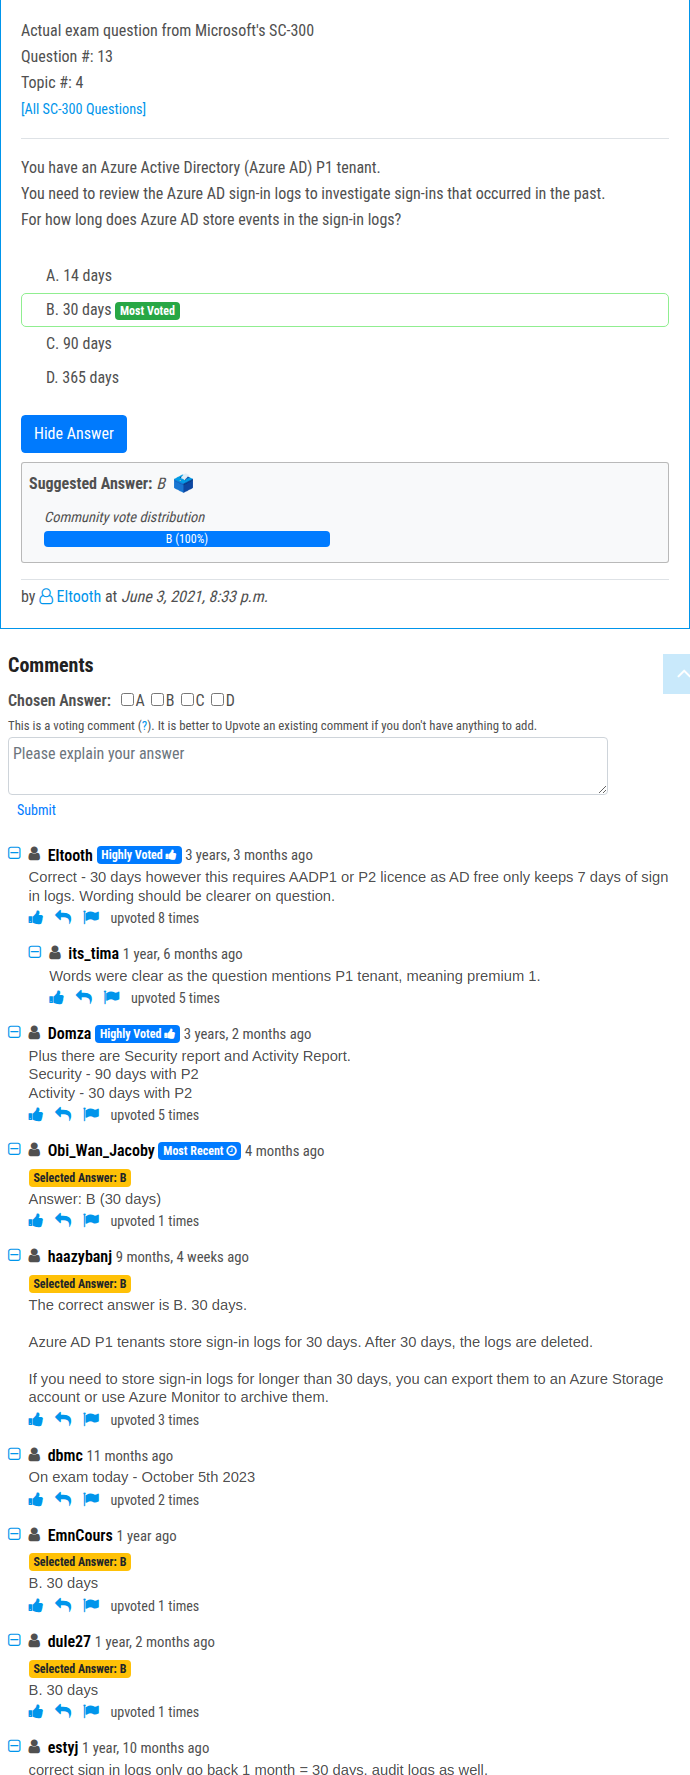 Actual exam question from Microsoft's SC-300
Question #: 13
Topic #: 4
[All SC-300 Questions]
You have an Azure Active Directory (Azure AD) P1 tenant.
You need to review the Azure AD sign-in logs to investigate sign-ins that occurred in the past.
For how long does Azure AD store events in the sign-in logs?
A. 14 days
B. 30 days Most Voted
C. 90 days
D. 365 days
Hide Answer
Suggested Answer: B
Community vote distribution
B (100%)
by Eltooth at June 3, 2021, 8:33 p.m.
Comments
Chosen Answer: A B C D
This is a voting comment (?). It is better to Upvote an existing comment if you don't have anything to add.
Please explain your answer
Submit
Eltooth Highly Voted 3 years, 3 months ago
Correct - 30 days however this requires AADP1 or P2 licence as AD free only keeps 7 days of sign
in logs. Wording should be clearer on question.
upvoted 8 times
its_tima 1 year, 6 months ago
Words were clear as the question mentions P1 tenant, meaning premium 1.
upvoted 5 times
Domza Highly Voted 3 years, 2 months ago
Plus there are Security report and Activity Report.
Security - 90 days with P2
Activity - 30 days with P2
upvoted 5 times
Obi_Wan_Jacoby Most Recent 4 months ago
Selected Answer: B
Answer: B (30 days)
upvoted 1 times
haazybanj 9 months, 4 weeks ago
Selected Answer: B
The correct answer is B. 30 days.
Azure AD P1 tenants store sign-in logs for 30 days. After 30 days, the logs are deleted.
If you need to store sign-in logs for longer than 30 days, you can export them to an Azure Storage
account or use Azure Monitor to archive them.
upvoted 3 times
dbmc 11 months ago
On exam today - October 5th 2023
upvoted 2 times
EmnCours 1 year ago
Selected Answer: B
B. 30 days
upvoted 1 times
dule27 1 year, 2 months ago
Selected Answer: B
B. 30 days
upvoted 1 times
estyj 1 year, 10 months ago
correct sign in logs only go back 1 month = 30 days, audit logs as well.